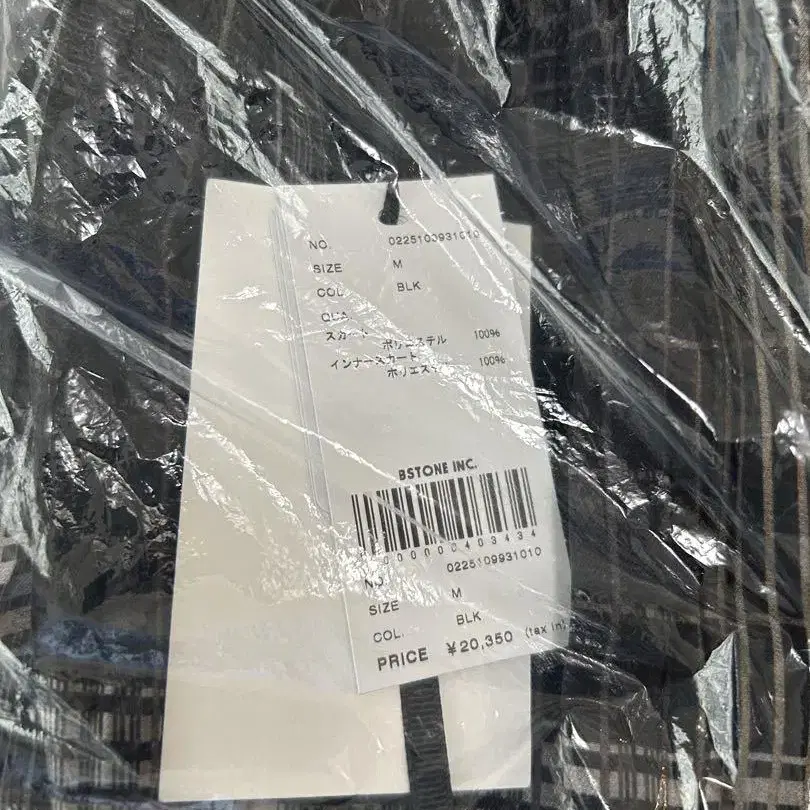 NO. 0225109931010
SIZE M
COL. BLK
QUA.
スカート
ポリエステル 100%
インナースカート
ポリエステル 100%
BSTONE INC.
NO. 0225109931010
SIZE M
COL. BLK
PRICE ¥20,350 (tax in)